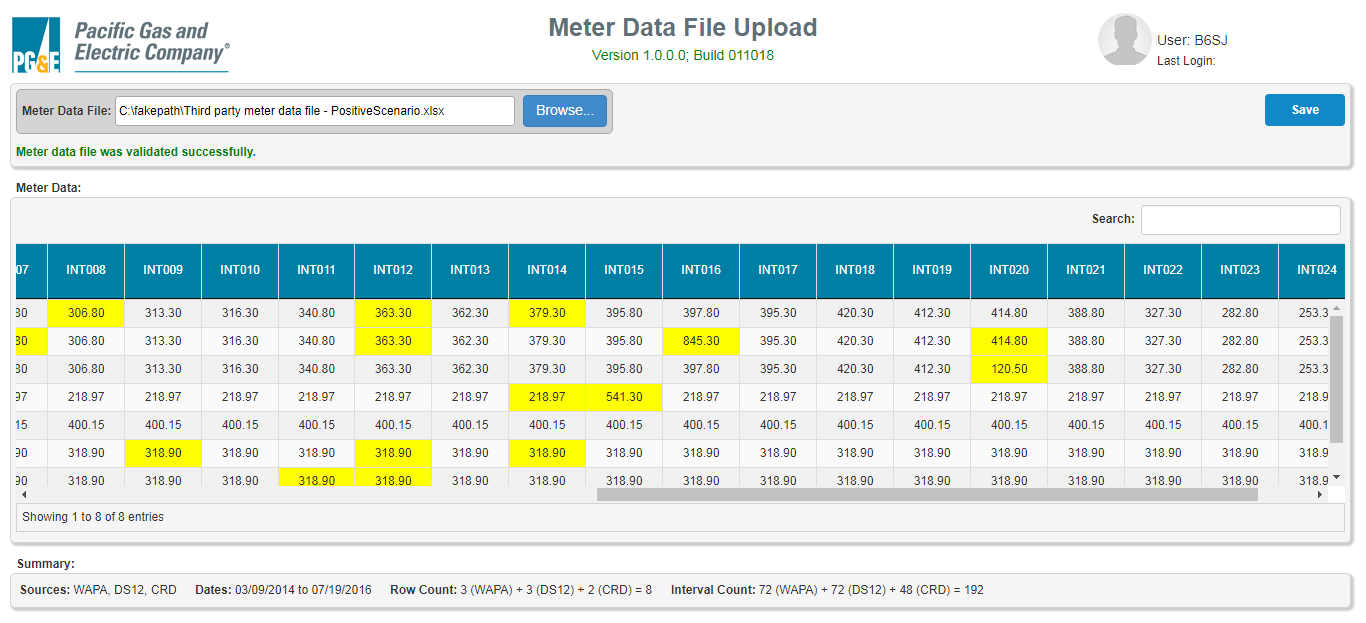 Pacific Gas and
Electric Company®
PG&E
Meter Data File Upload
Version 1.0.0.0; Build 011018
User: B6SJ
Last Login:
Meter Data File: C:\fakepath\Third party meter data file - PositiveScenario.xlsx Browse... Save
Meter data file was validated successfully.
Meter Data:
Search:
07 INT008 INT009 INT010 INT011 INT012 INT013 INT014 INT015 INT016 INT017 INT018 INT019 INT020 INT021 INT022 INT023 INT024
80 306.80 313.30 316.30 340.80 363.30 362.30 379.30 395.80 397.80 395.30 420.30 412.30 414.80 388.80 327.30 282.80 253.3
80 306.80 313.30 316.30 340.80 363.30 362.30 379.30 395.80 845.30 395.30 420.30 412.30 414.80 388.80 327.30 282.80 253.3
80 306.80 313.30 316.30 340.80 363.30 362.30 379.30 395.80 397.80 395.30 420.30 412.30 120.50 388.80 327.30 282.80 253.3
97 218.97 218.97 218.97 218.97 218.97 218.97 218.97 541.30 218.97 218.97 218.97 218.97 218.97 218.97 218.97 218.97 218.9
15 400.15 400.15 400.15 400.15 400.15 400.15 400.15 400.15 400.15 400.15 400.15 400.15 400.15 400.15 400.15 400.15 400.1
90 318.90 318.90 318.90 318.90 318.90 318.90 318.90 318.90 318.90 318.90 318.90 318.90 318.90 318.90 318.90 318.90 318.9
90 318.90 318.90 318.90 318.90 318.90 318.90 318.90 318.90 318.90 318.90 318.90 318.90 318.90 318.90 318.90 318.90 318.9
Showing 1 to 8 of 8 entries
Summary:
Sources: WAPA, DS12, CRD Dates: 03/09/2014 to 07/19/2016 Row Count: 3 (WAPA) + 3 (DS12) + 2 (CRD) = 8 Interval Count: 72 (WAPA) + 72 (DS12) + 48 (CRD) = 192